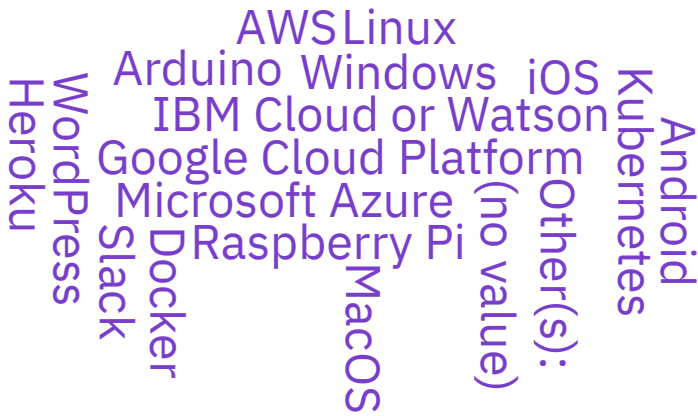 AWS
Linux
Arduino
Windows
iOS
IBM Cloud or Watson
Google Cloud Platform
Microsoft Azure
Raspberry Pi
Heroku
WordPress
Slack
Docker
MacOS
(no value)
Other(s):
Kubernetes
Android